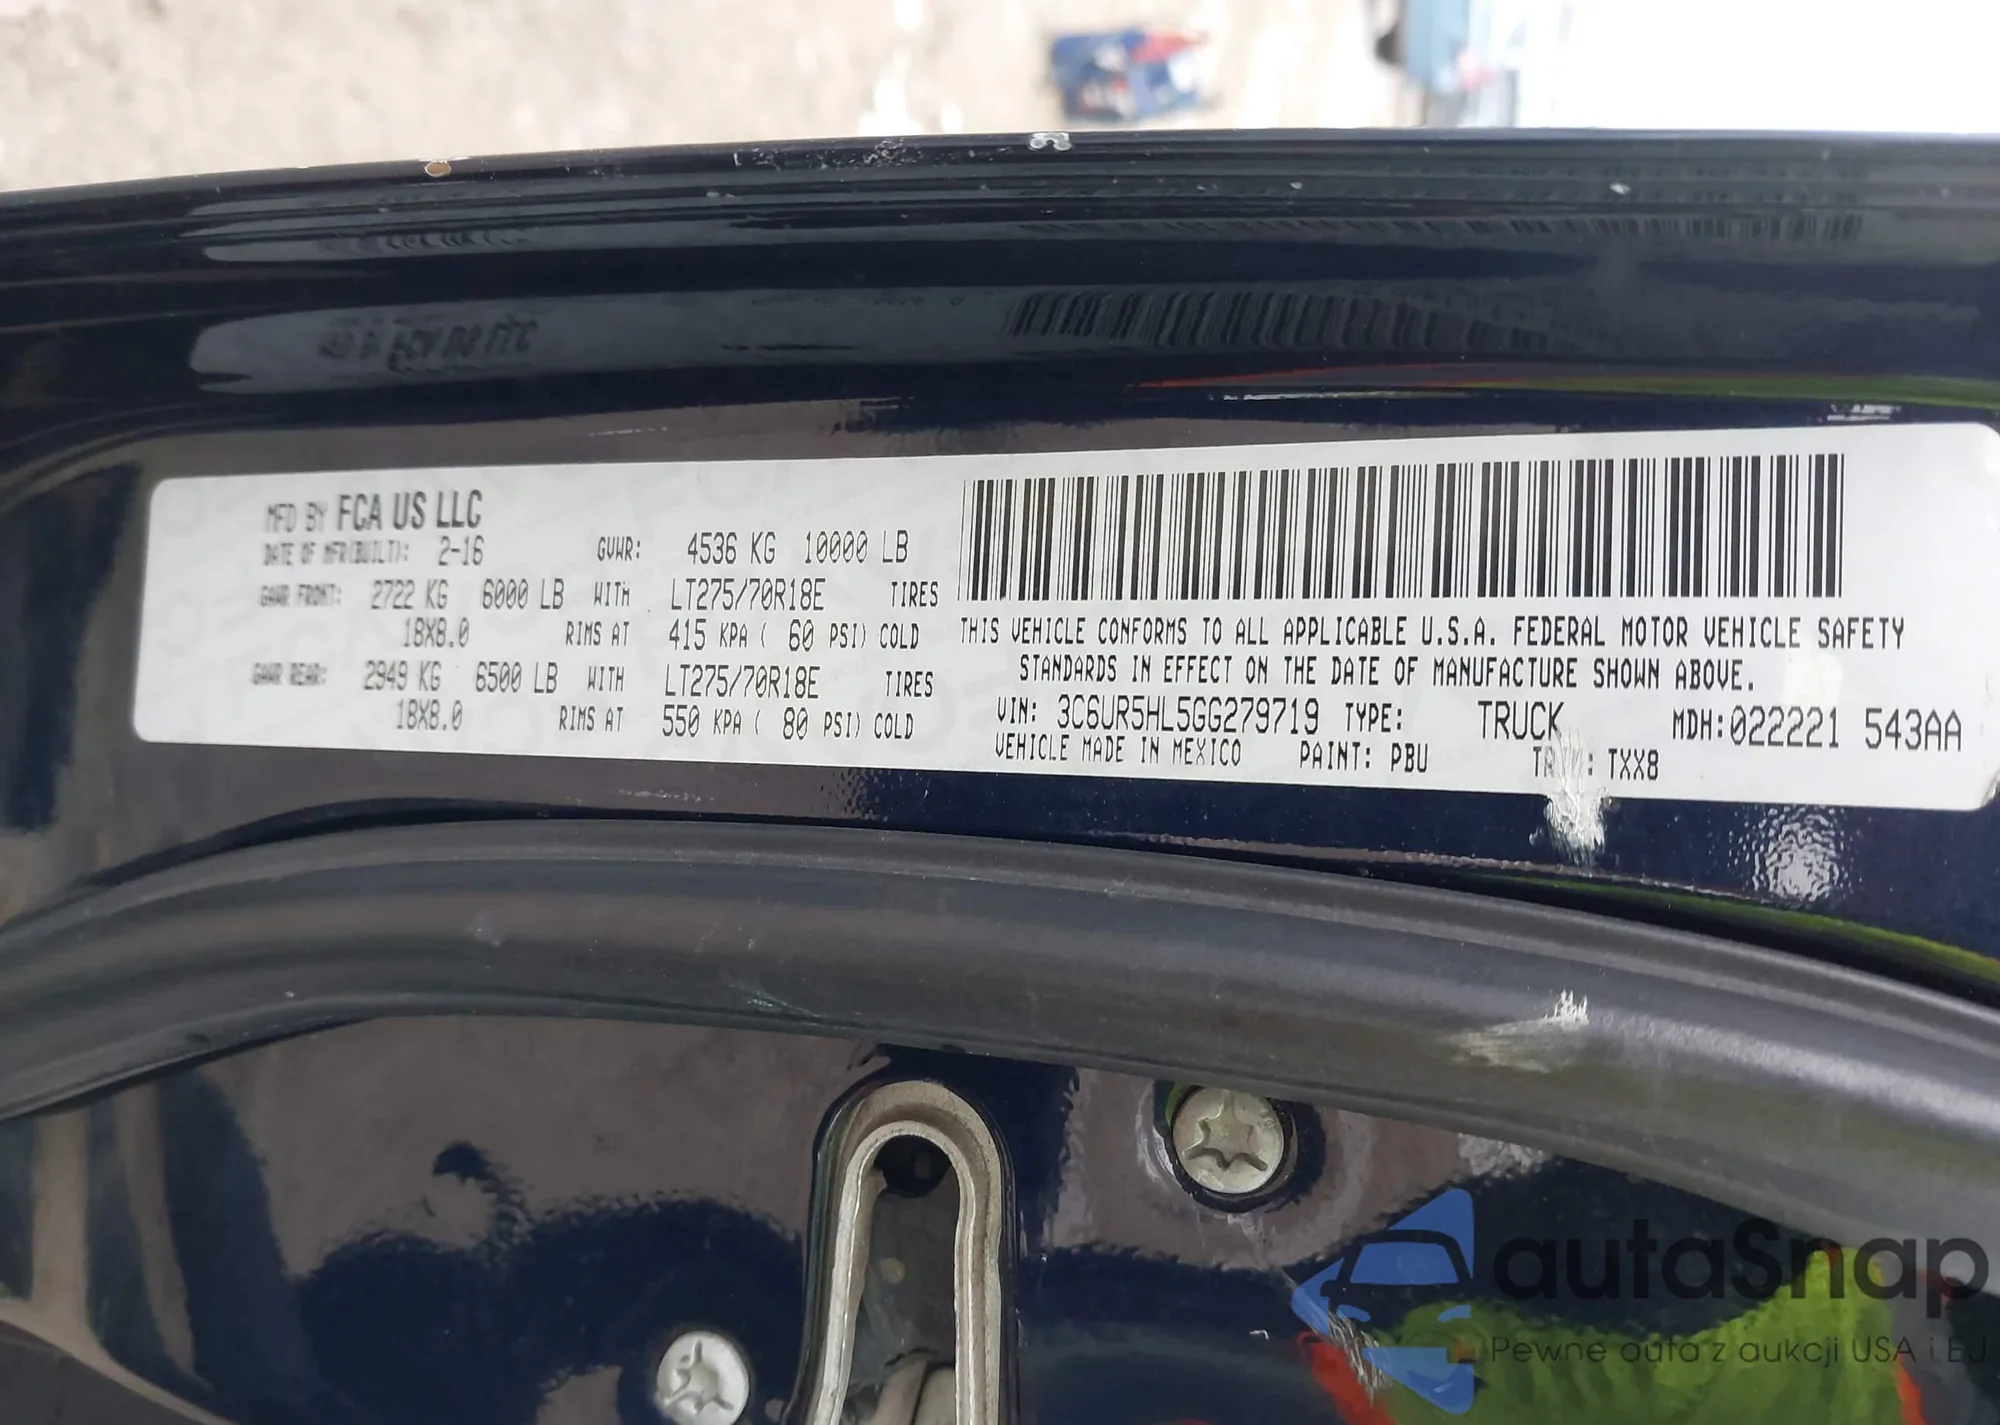 MFD BY FCA US LLC
DATE OF MFR(BUILT): 2-16 GVWR: 4536 KG 10000 LB
GAWR FRONT: 2722 KG 6000 LB WITH LT275/70R18E TIRES
18X8.0 RIMS AT 415 KPA ( 60 PSI) COLD
GAWR REAR: 2949 KG 6500 LB WITH LT275/70R18E TIRES
18X8.0 RIMS AT 550 KPA ( 80 PSI) COLD
THIS VEHICLE CONFORMS TO ALL APPLICABLE U.S.A. FEDERAL MOTOR VEHICLE SAFETY
STANDARDS IN EFFECT ON THE DATE OF MANUFACTURE SHOWN ABOVE.
VIN: 3C6UR5HL5GG279719 TYPE: TRUCK MDH:022221 543AA
VEHICLE MADE IN MEXICO PAINT: PBU TXX8
autaSnap
Pewne auta z aukcji USA i EU